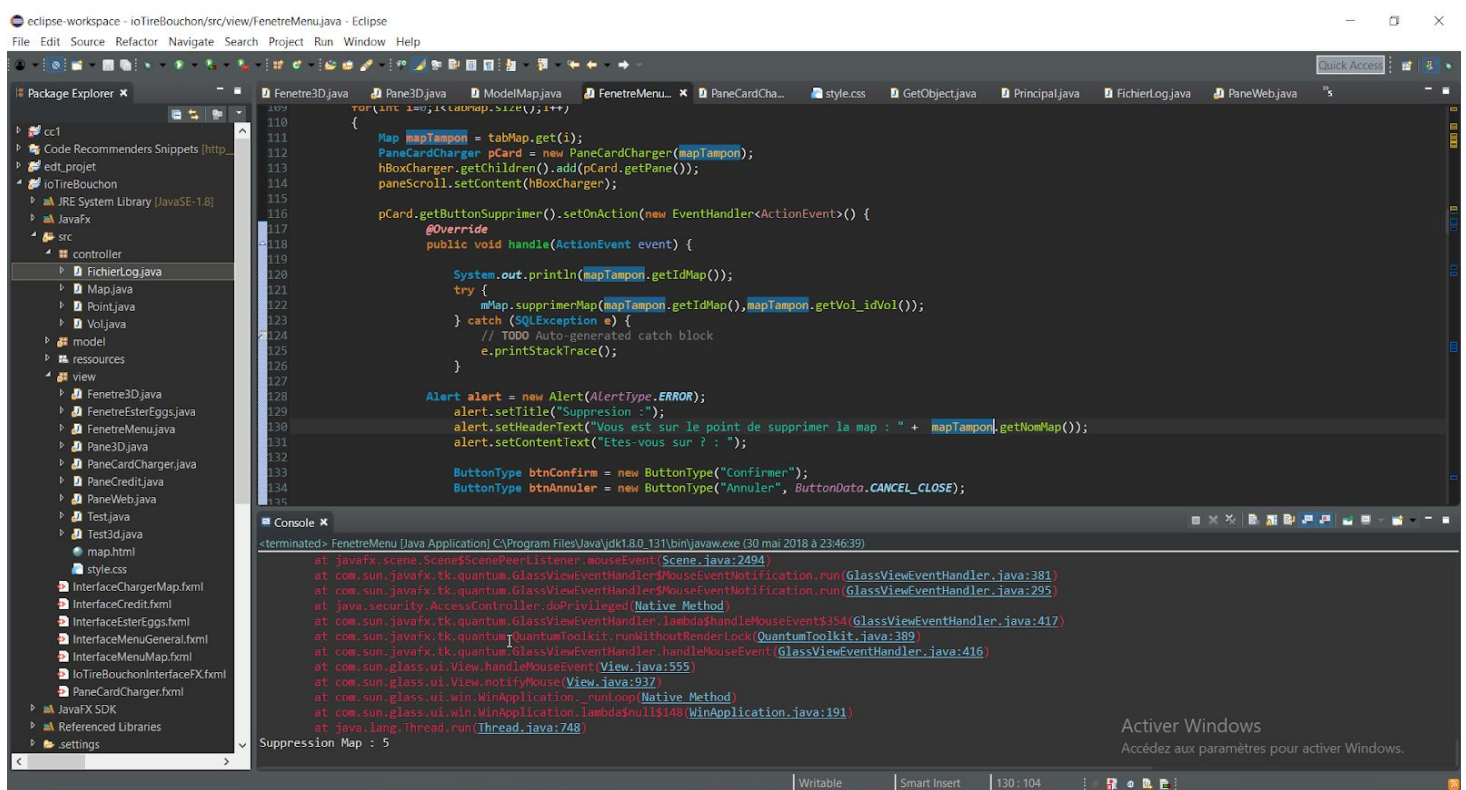 eclipse-workspace - ioTireBouchon/src/view/FenetreMenu.java - Eclipse
File Edit Source Refactor Navigate Search Project Run Window Help
Quick Access
Package Explorer
cc1
Code Recommenders Snippets [http_
edt_projet
ioTireBouchon
JRE System Library [JavaSE-1.8]
JavaFx
src
controller
FichierLog.java
Map.java
Point.java
Vol.java
model
ressources
view
Fenetre3D.java
FenetreEsterEggs.java
FenetreMenu.java
Pane3D.java
PaneCardCharger.java
PaneCredit.java
PaneWeb.java
Test.java
Test3d.java
map.html
style.css
InterfaceChargerMap.fxml
InterfaceCredit.fxml
InterfaceEsterEggs.fxml
InterfaceMenuGeneral.fxml
InterfaceMenuMap.fxml
IoTireBouchonInterfaceFX.fxml
PaneCardCharger.fxml
JavaFX SDK
Referenced Libraries
.settings
Fenetre3D.java Pane3D.java ModelMap.java FenetreMenu... PaneCardCha... style.css GetObject.java Principal.java FichierLog.java PaneWeb.java »5
109 for(int i=0;i<tabMap.size();i++)
110 {
111 Map mapTampon = tabMap.get(i);
112 PaneCardCharger pCard = new PaneCardCharger(mapTampon);
113 hBoxCharger.getChildren().add(pCard.getPane());
114 paneScroll.setContent(hBoxCharger);
115
116 pCard.getButtonSupprimer().setOnAction(new EventHandler<ActionEvent>() {
117 @Override
118 public void handle(ActionEvent event) {
119
120 System.out.println(mapTampon.getIdMap());
121 try {
122 mMap.supprimerMap(mapTampon.getIdMap(),mapTampon.getVol_idVol());
123 } catch (SQLException e) {
124 // TODO Auto-generated catch block
125 e.printStackTrace();
126 }
127
128 Alert alert = new Alert(AlertType.ERROR);
129 alert.setTitle("Suppresion :");
130 alert.setHeaderText("Vous est sur le point de supprimer la map : " + mapTampon.getNomMap());
131 alert.setContentText("Etes-vous sur ? : ");
132
133 ButtonType btnConfirm = new ButtonType("Confirmer");
134 ButtonType btnAnnuler = new ButtonType("Annuler", ButtonData.CANCEL_CLOSE);
135
Console
<terminated> FenetreMenu [Java Application] C:\Program Files\Java\jdk1.8.0_131\bin\javaw.exe (30 mai 2018 à 23:46:39)
at javafx.scene.Scene$ScenePeerListener.mouseEvent(Scene.java:2494)
at com.sun.javafx.tk.quantum.GlassViewEventHandler$MouseEventNotification.run(GlassViewEventHandler.java:381)
at com.sun.javafx.tk.quantum.GlassViewEventHandler$MouseEventNotification.run(GlassViewEventHandler.java:295)
at java.security.AccessController.doPrivileged(Native Method)
at com.sun.javafx.tk.quantum.GlassViewEventHandler.lambda$handleMouseEvent$354(GlassViewEventHandler.java:417)
at com.sun.javafx.tk.quantum.QuantumToolkit.runWithoutRenderLock(QuantumToolkit.java:389)
at com.sun.javafx.tk.quantum.GlassViewEventHandler.handleMouseEvent(GlassViewEventHandler.java:416)
at com.sun.glass.ui.View.handleMouseEvent(View.java:555)
at com.sun.glass.ui.View.notifyMouse(View.java:937)
at com.sun.glass.ui.win.WinApplication._runLoop(Native Method)
at com.sun.glass.ui.win.WinApplication.lambda$null$148(WinApplication.java:191)
at java.lang.Thread.run(Thread.java:748)
Suppression Map : 5
Activer Windows
Accédez aux paramètres pour activer Windows.
Writable Smart Insert 130 : 104